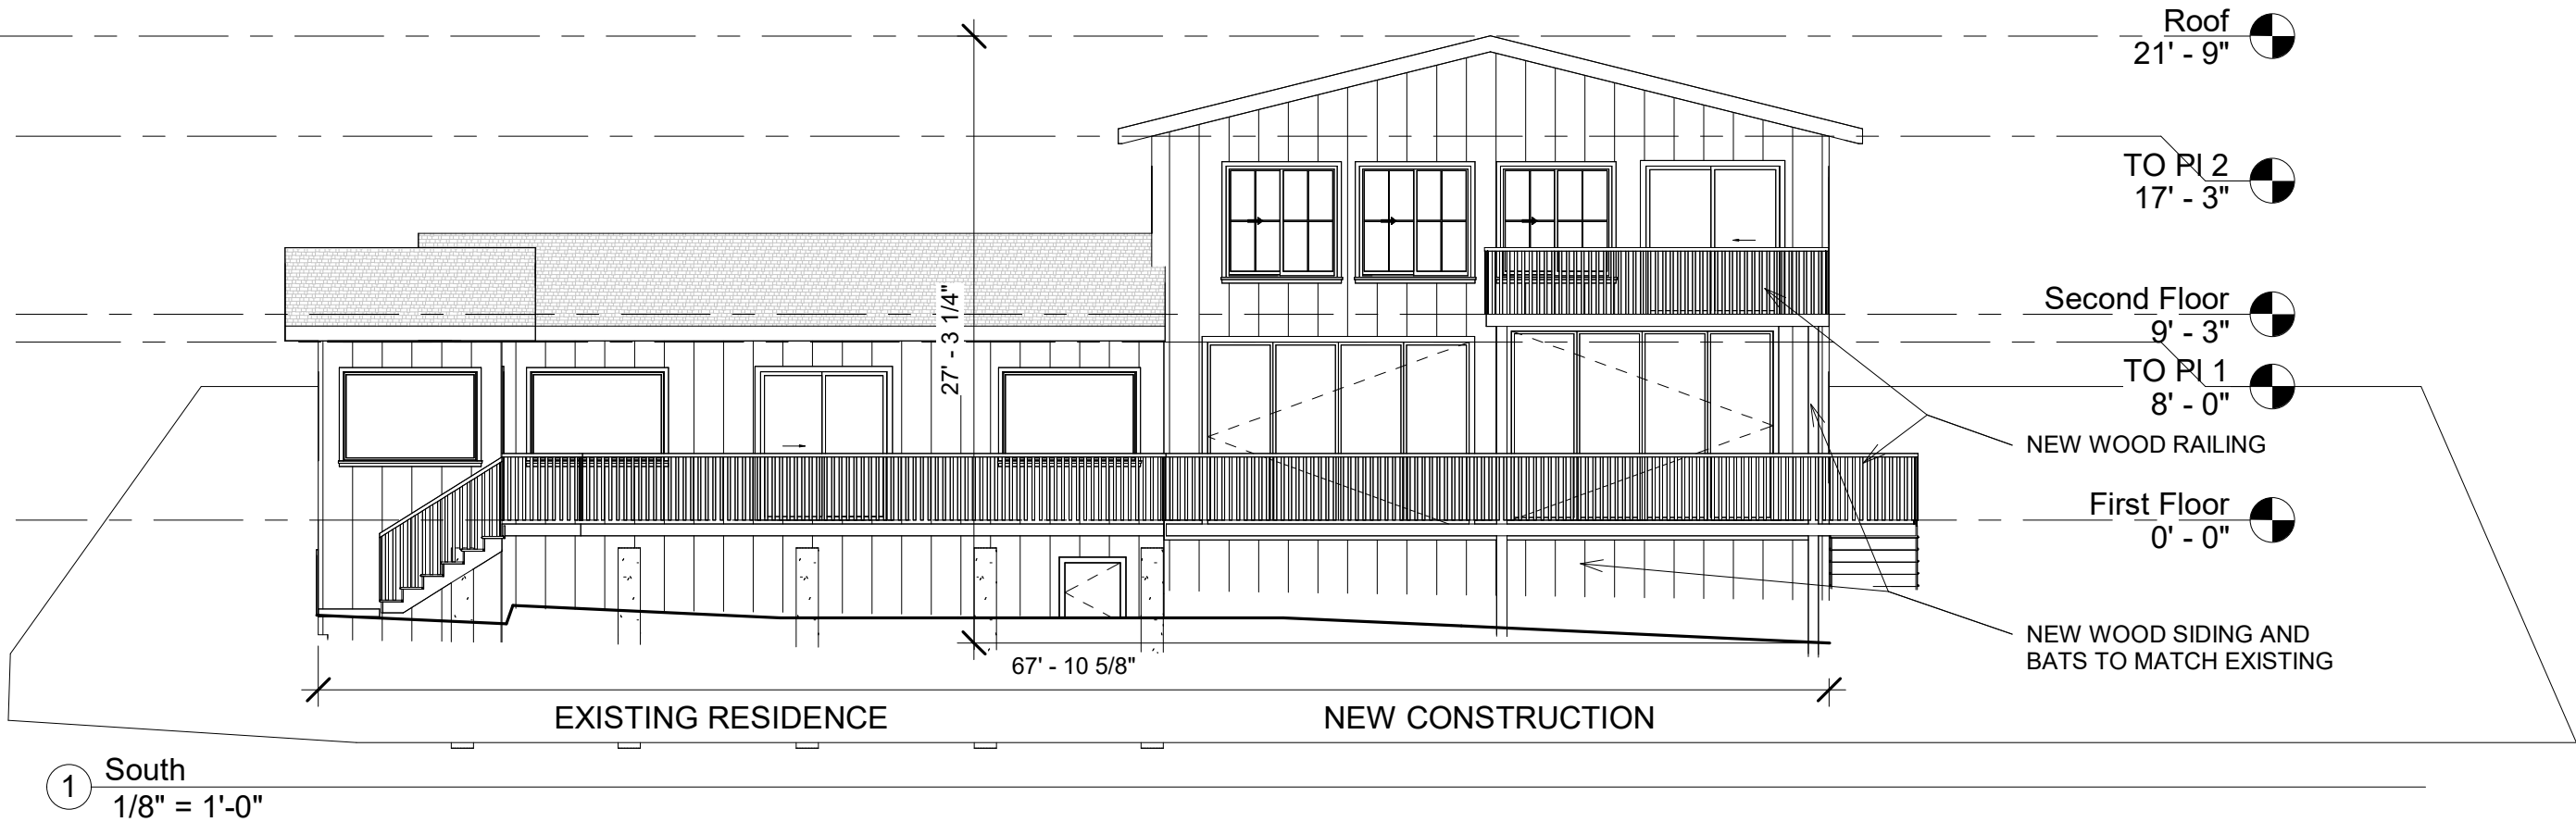 Roof
21' - 9"
TO Pl 2
17' - 3"
Second Floor
9' - 3"
TO Pl 1
8' - 0"
27' - 3 1/4"
NEW WOOD RAILING
First Floor
0' - 0"
NEW WOOD SIDING AND
BATS TO MATCH EXISTING
67' - 10 5/8"
EXISTING RESIDENCE
NEW CONSTRUCTION
1
South
1/8" = 1'-0"